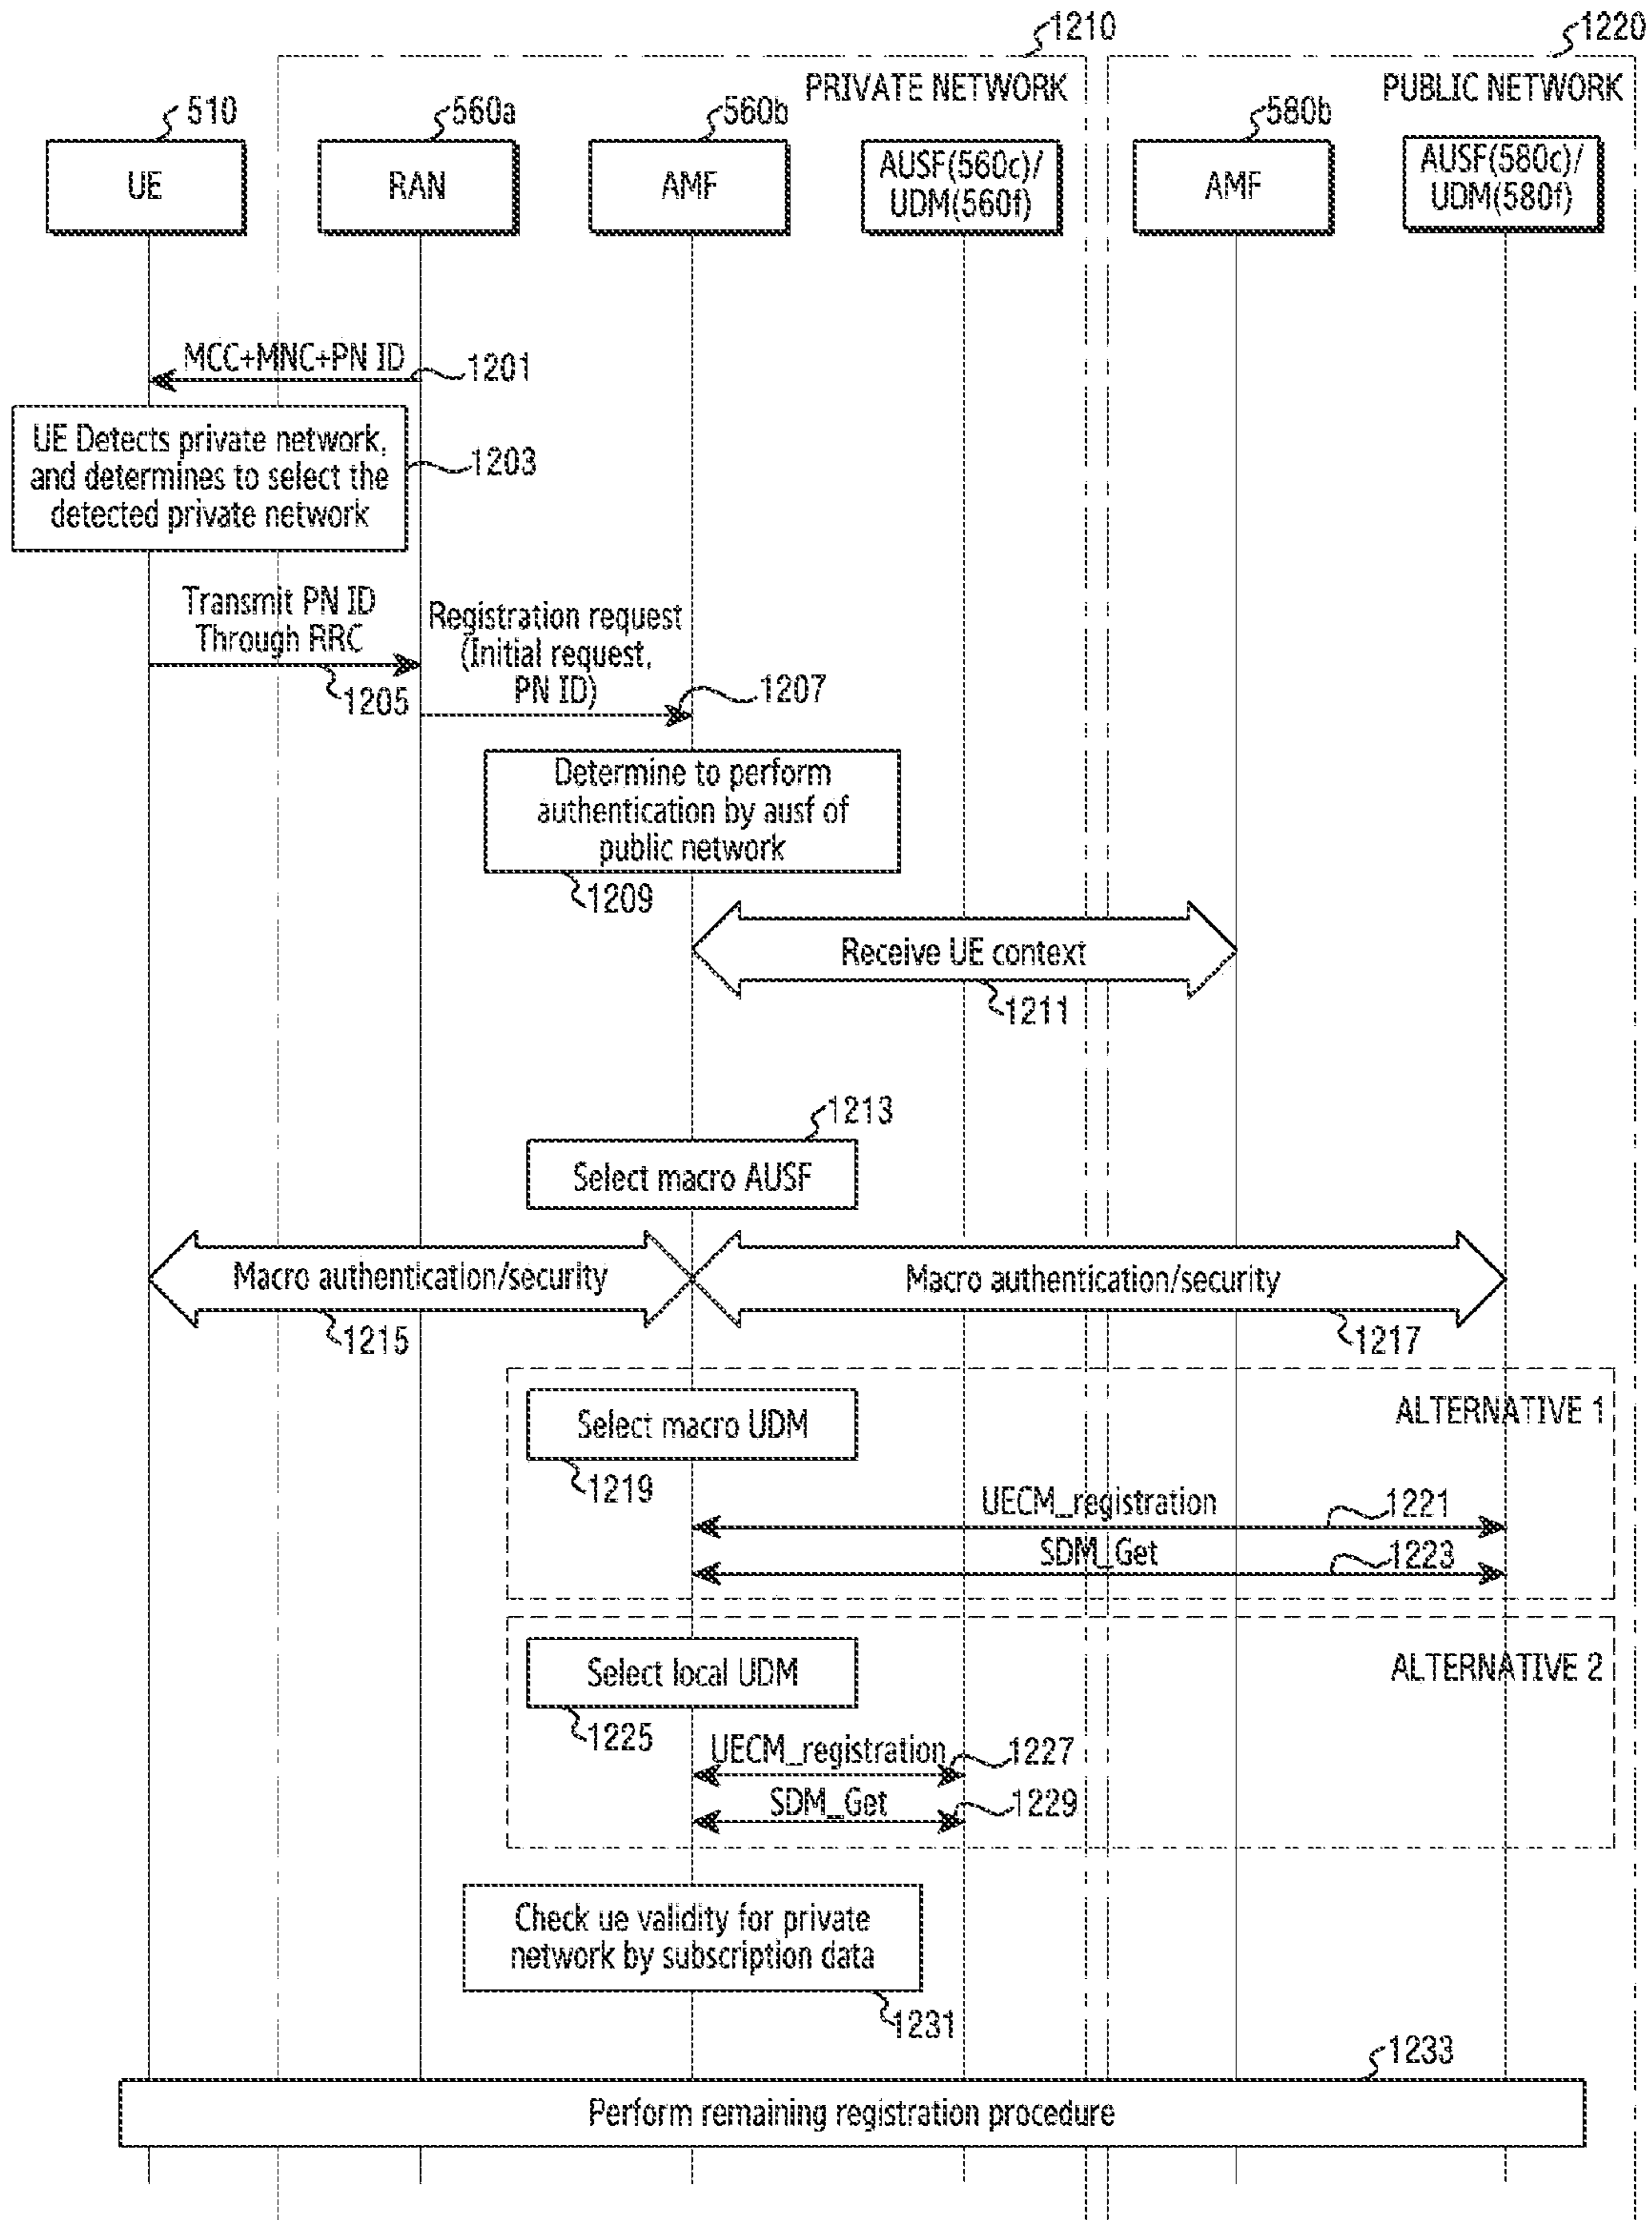 1210
1220
PRIVATE NETWORK
PUBLIC NETWORK
510
560a
560b
580b
UE
RAN
AMF
AUSF(560c)/
UDM(560f)
AMF
AUSF(580c)/
UDM(580f)
MCC+MNC+PN ID
1201
UE Detects private network,
and determines to select the
detected private network
1203
Transmit PN ID
Through RRC
1205
Registration request
(Initial request,
PN ID)
1207
Determine to perform
authentication by ausf of
public network
1209
Receive UE context
1211
1213
Select macro AUSF
Macro authentication/security
1215
Macro authentication/security
1217
ALTERNATIVE 1
Select macro UDM
1219
UECM_registration
1221
SDM_Get
1223
ALTERNATIVE 2
Select local UDM
1225
UECM_registration
1227
SDM_Get
1229
Check ue validity for private
network by subscription data
1231
1233
Perform remaining registration procedure